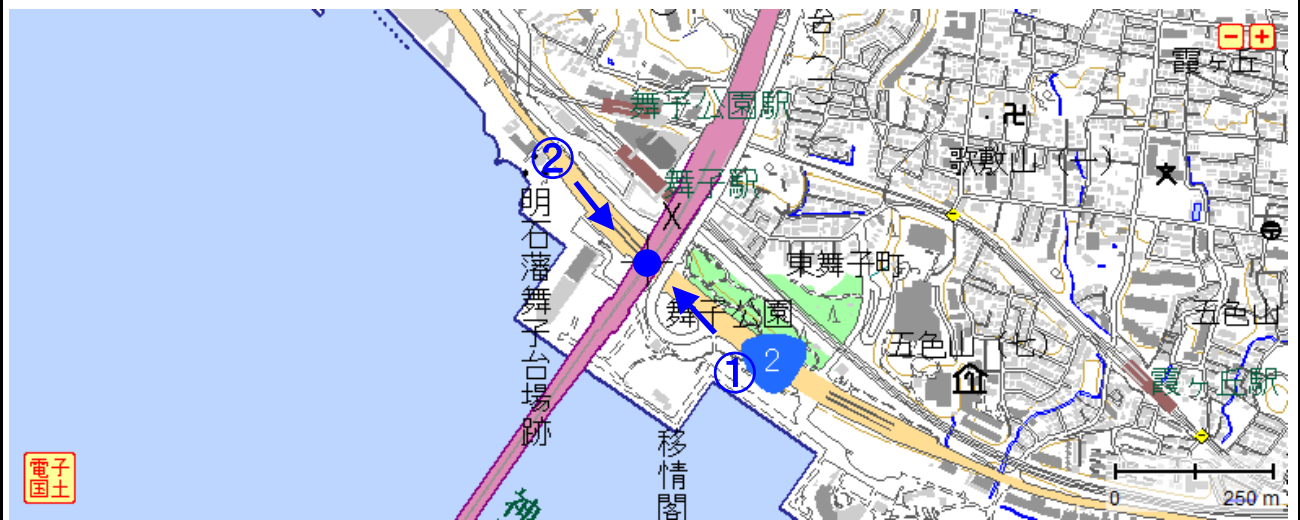 霞ヶ丘
舞子公園駅
歌敷山(一)
舞子駅
②
明石藩舞子台場跡
東舞子町
舞子公園
五色山
五色山(七)
2
①
霞ヶ丘駅
移情閣
電子
国土
0
250 m